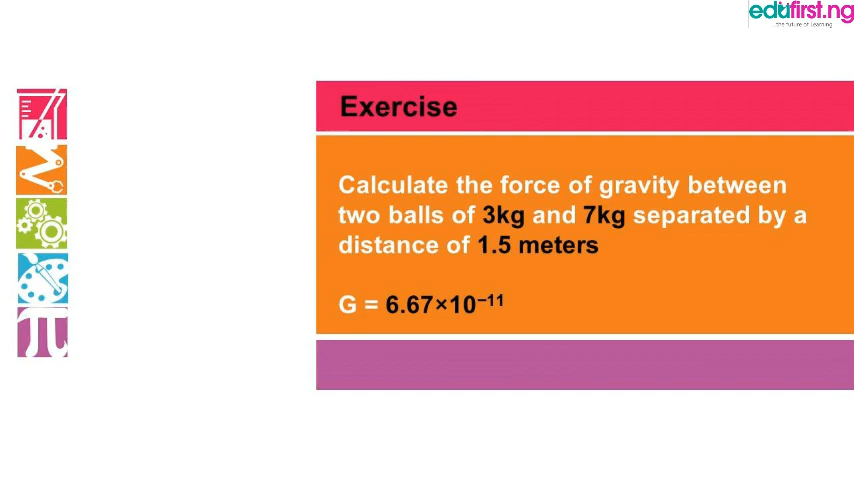 edufirst.ng
the future of learning
Exercise
Calculate the force of gravity between
two balls of 3kg and 7kg separated by a
distance of 1.5 meters
G = 6.67×10⁻¹¹